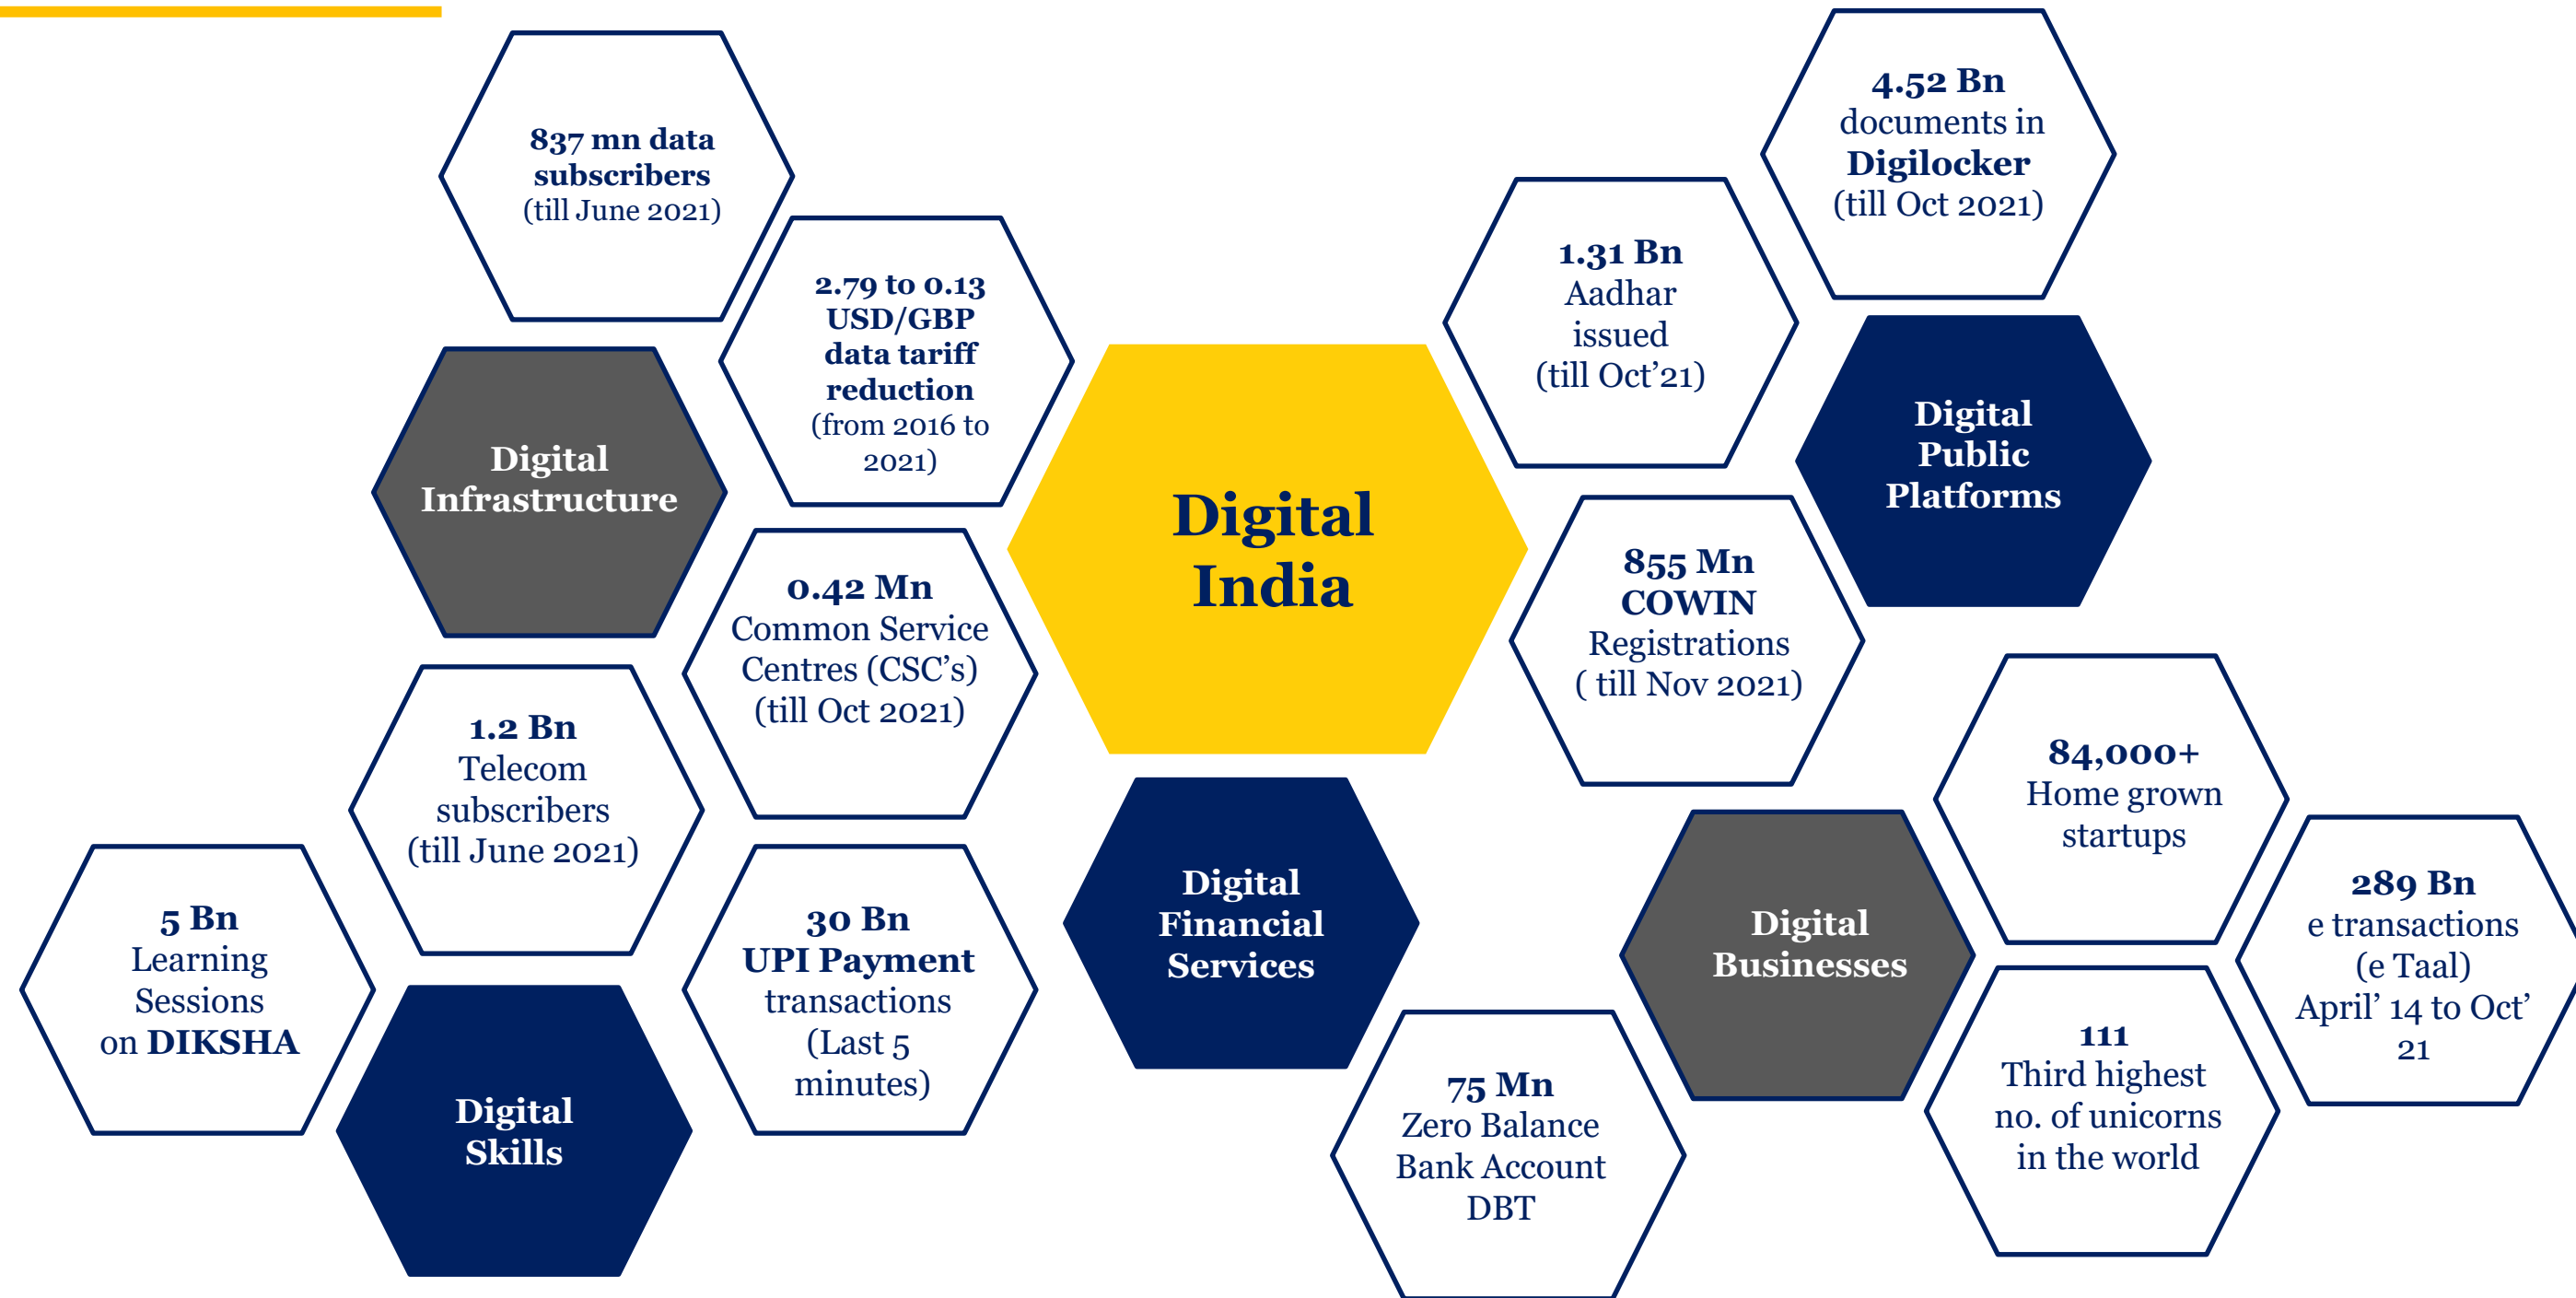 837 mn data
subscribers
(till June 2021)
2.79 to 0.13
USD/GBP
data tariff
reduction
(from 2016 to
2021)
Digital
Infrastructure
0.42 Mn
Common Service
Centres (CSC’s)
(till Oct 2021)
1.2 Bn
Telecom
subscribers
(till June 2021)
5 Bn
Learning
Sessions
on DIKSHA
Digital
Skills
30 Bn
UPI Payment
transactions
(Last 5
minutes)
Digital
India
Digital
Financial
Services
75 Mn
Zero Balance
Bank Account
DBT
4.52 Bn
documents in
Digilocker
(till Oct 2021)
1.31 Bn
Aadhar
issued
(till Oct’21)
Digital
Public
Platforms
855 Mn
COWIN
Registrations
( till Nov 2021)
84,000+
Home grown
startups
Digital
Businesses
289 Bn
e transactions
(e Taal)
April’ 14 to Oct’
21
111
Third highest
no. of unicorns
in the world